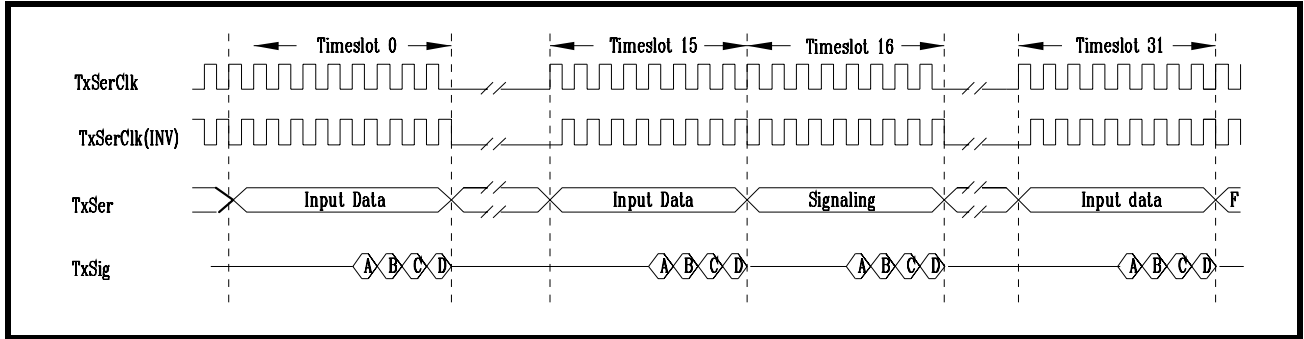 Timeslot 0 Timeslot 15 Timeslot 16 Timeslot 31
TxSerClk
TxSerClk(INV)
TxSer Input Data Input Data Signaling Input data F
TxSig A B C D A B C D A B C D A B C D